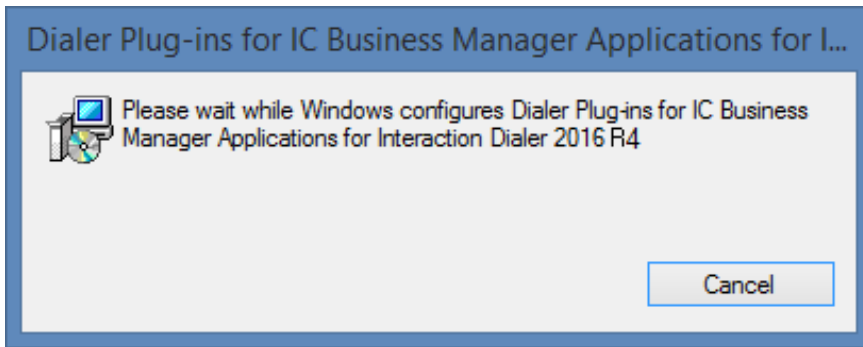 Dialer Plug-ins for IC Business Manager Applications for I...
Please wait while Windows configures Dialer Plug-ins for IC Business
Manager Applications for Interaction Dialer 2016 R4
Cancel